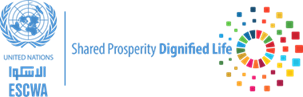 UNITED NATIONS
الاسكوا
ESCWA
Shared Prosperity Dignified Life